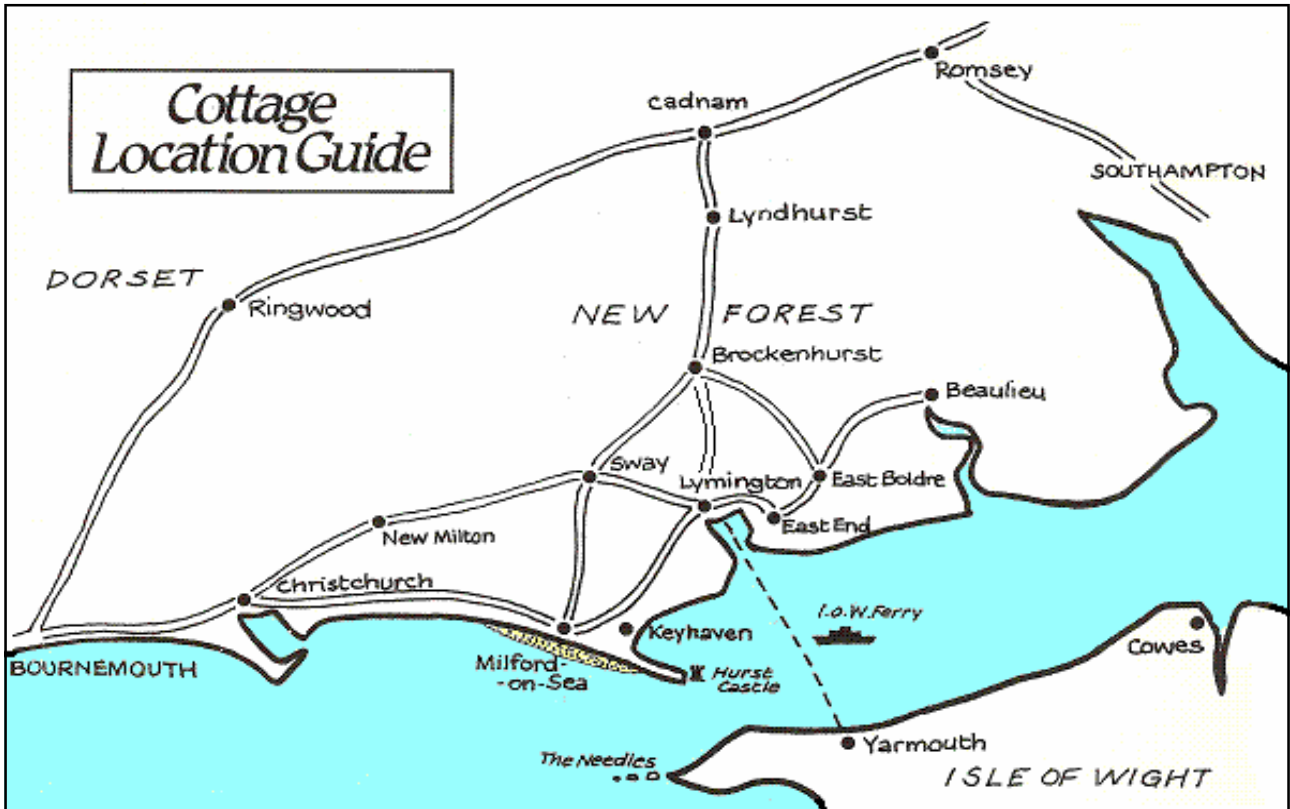 Cottage
Location Guide
Romsey
Cadnam
SOUTHAMPTON
Lyndhurst
DORSET
Ringwood
NEW FOREST
Brockenhurst
Beaulieu
Sway
Lymington
East Boldre
East End
New Milton
Christchurch
I.o.W. Ferry
Keyhaven
Cowes
BOURNEMOUTH
Milford-
-on-Sea
Hurst
Castle
Yarmouth
The Needles
ISLE OF WIGHT